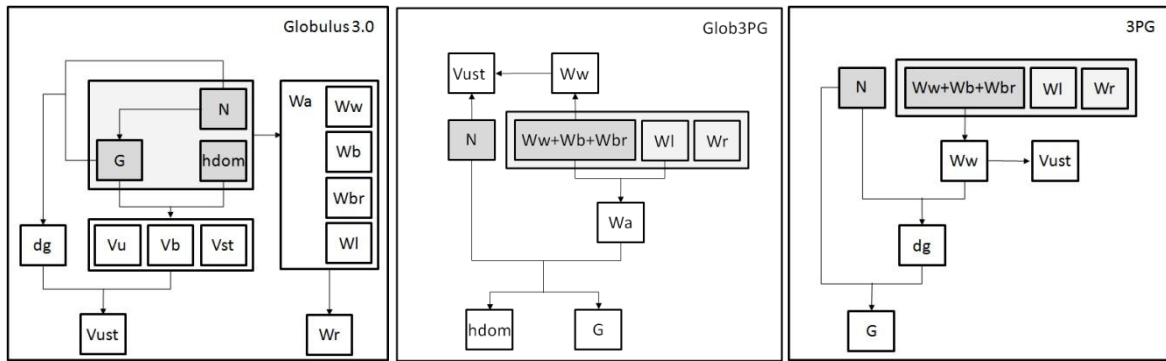 Globulus 3.0
N
G
hdom
Wa
Ww
Wb
Wbr
Wl
dg
Vu
Vb
Vst
Vust
Wr
Glob3PG
Vust
Ww
N
Ww+Wb+Wbr
Wl
Wr
Wa
hdom
G
3PG
N
Ww+Wb+Wbr
Wl
Wr
Ww
Vust
dg
G